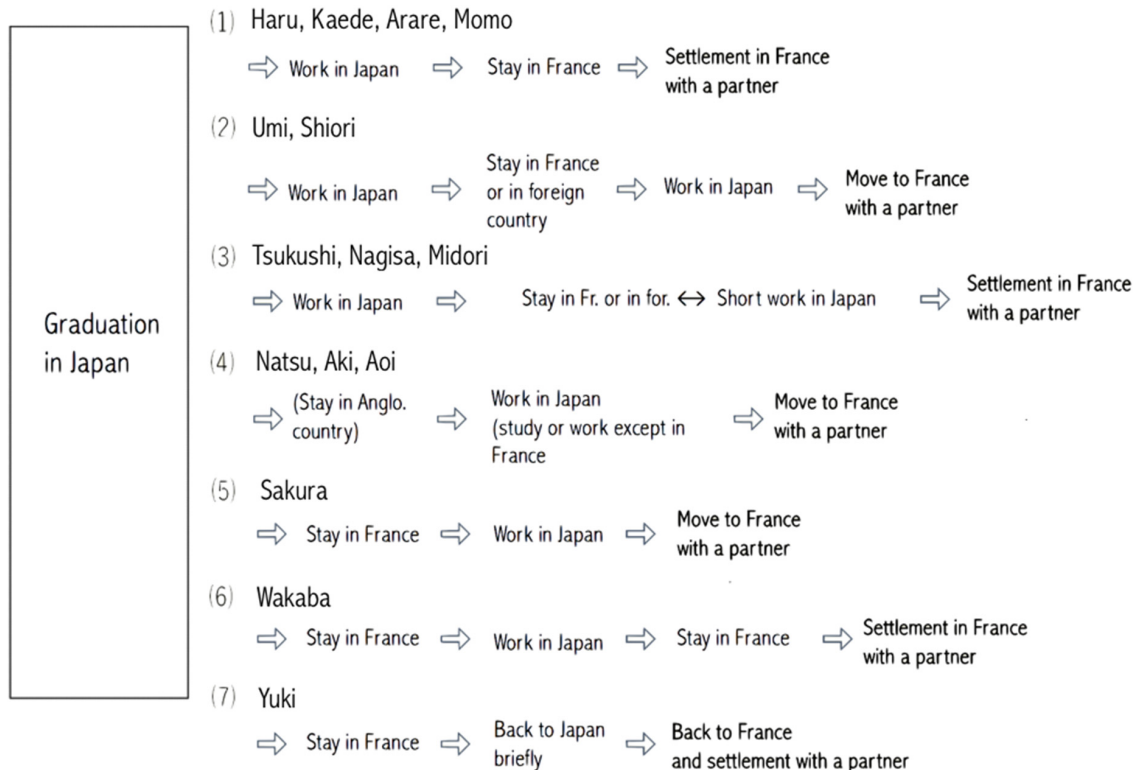 Graduation
in Japan
(1) Haru, Kaede, Arare, Momo
⇨ Work in Japan ⇨ Stay in France ⇨ Settlement in France
with a partner
(2) Umi, Shiori
⇨ Work in Japan ⇨ Stay in France
or in foreign
country ⇨ Work in Japan ⇨ Move to France
with a partner
(3) Tsukushi, Nagisa, Midori
⇨ Work in Japan ⇨ Stay in Fr. or in for. ↔ Short work in Japan ⇨ Settlement in France
with a partner
(4) Natsu, Aki, Aoi
⇨ (Stay in Anglo.
country) ⇨ Work in Japan
(study or work except in
France ⇨ Move to France
with a partner
(5) Sakura
⇨ Stay in France ⇨ Work in Japan ⇨ Move to France
with a partner
(6) Wakaba
⇨ Stay in France ⇨ Work in Japan ⇨ Stay in France ⇨ Settlement in France
with a partner
(7) Yuki
⇨ Stay in France ⇨ Back to Japan
briefly ⇨ Back to France
and settlement with a partner